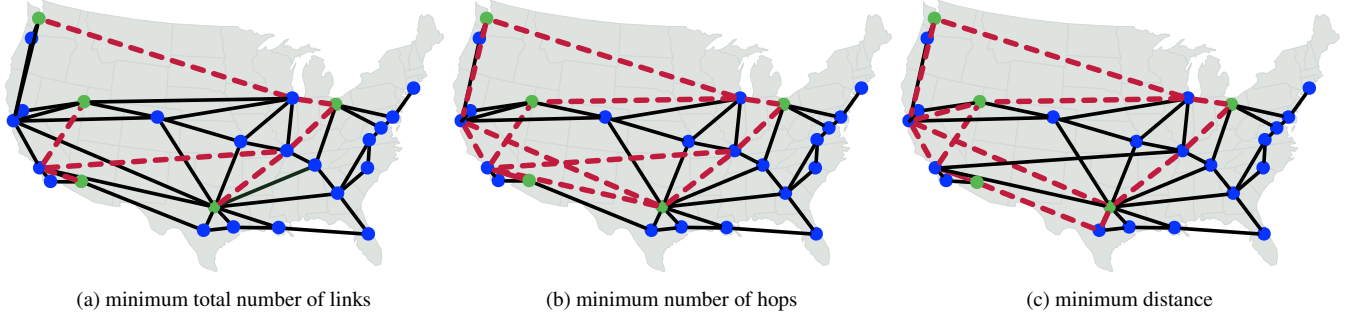 (a) minimum total number of links
(b) minimum number of hops
(c) minimum distance